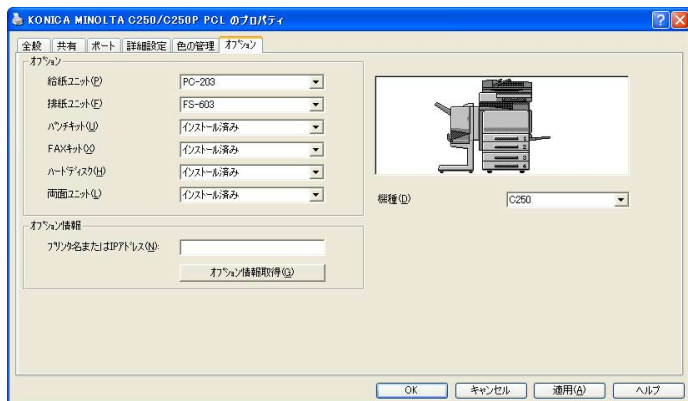 KONICA MINOLTA C250/C250P PCL のプロパティ
全般 共有 ポート 詳細設定 色の管理 オプション
オプション
給紙ユニット(P) PC-203
排紙ユニット(F) FS-603
パンチキット(U) インストール済み
FAXキット(X) インストール済み
ハードディスク(H) インストール済み
両面ユニット(L) インストール済み
機種(D) C250
オプション情報
プリンタ名またはIPアドレス(N):
オプション情報取得(G)
1
2
3
4
OK キャンセル 適用(A) ヘルプ